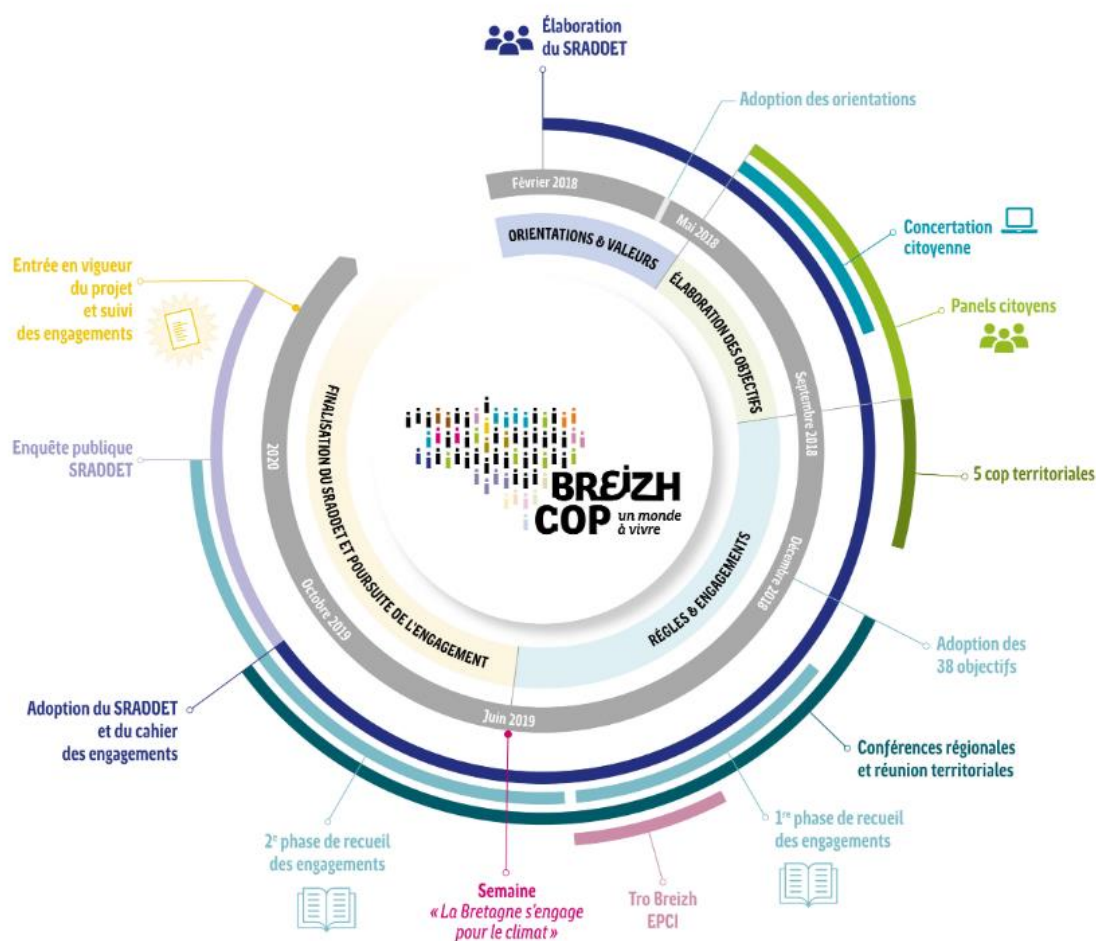 Élaboration
du SRADDET
Adoption des orientations
Février 2018
Mai 2018
ORIENTATIONS & VALEURS
Concertation
citoyenne
Entrée en vigueur
du projet
et suivi
des engagements
ÉLABORATION DES OBJECTIFS
Panels citoyens
Septembre 2018
Enquête publique
SRADDET
2020
FINALISATION DU SRADDET ET POURSUITE DE L'ENGAGEMENT
BREIZH
COP un monde
à vivre
5 cop territoriales
RÉGLES & ENGAGEMENTS
Décembre 2018
Octobre 2019
Adoption des
38 objectifs
Juin 2019
Adoption du SRADDET
et du cahier
des engagements
Conférences régionales
et réunion territoriales
2e phase de recueil
des engagements
1re phase de recueil
des engagements
Semaine
« La Bretagne s'engage
pour le climat »
Tro Breizh
EPCI